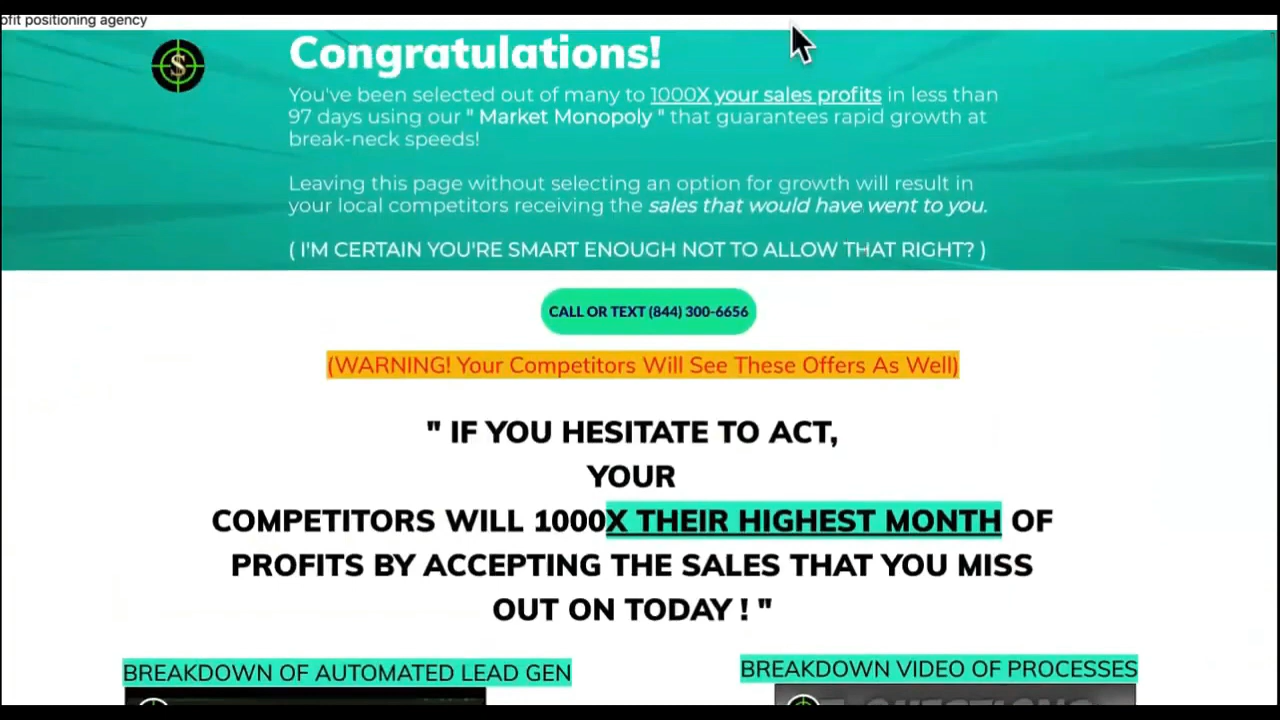 ofit positioning agency
Congratulations!
You've been selected out of many to 1000X your sales profits in less than
97 days using our " Market Monopoly " that guarantees rapid growth at
break-neck speeds!
Leaving this page without selecting an option for growth will result in
your local competitors receiving the sales that would have went to you.
( I'M CERTAIN YOU'RE SMART ENOUGH NOT TO ALLOW THAT RIGHT? )
CALL OR TEXT (844) 300-6656
(WARNING! Your Competitors Will See These Offers As Well)
" IF YOU HESITATE TO ACT,
YOUR
COMPETITORS WILL 1000X THEIR HIGHEST MONTH OF
PROFITS BY ACCEPTING THE SALES THAT YOU MISS
OUT ON TODAY ! "
BREAKDOWN OF AUTOMATED LEAD GEN
BREAKDOWN VIDEO OF PROCESSES